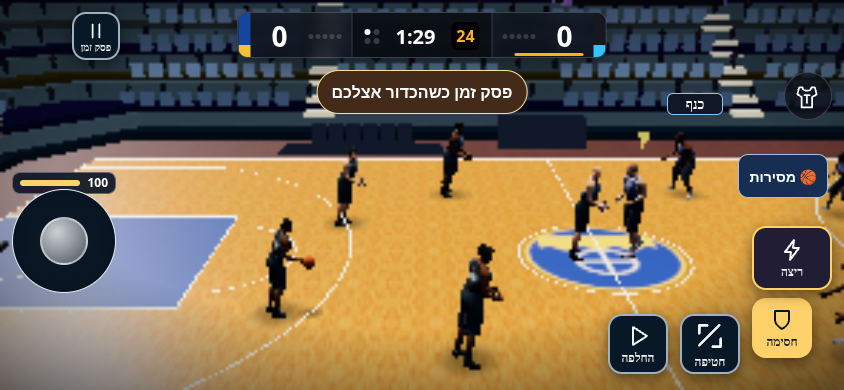 פסק זמן
0
1:29
24
0
פסק זמן כשהכדור אצלכם
כנף
100
מסירות
ריצה
חסימה
החלפה
חטיפה